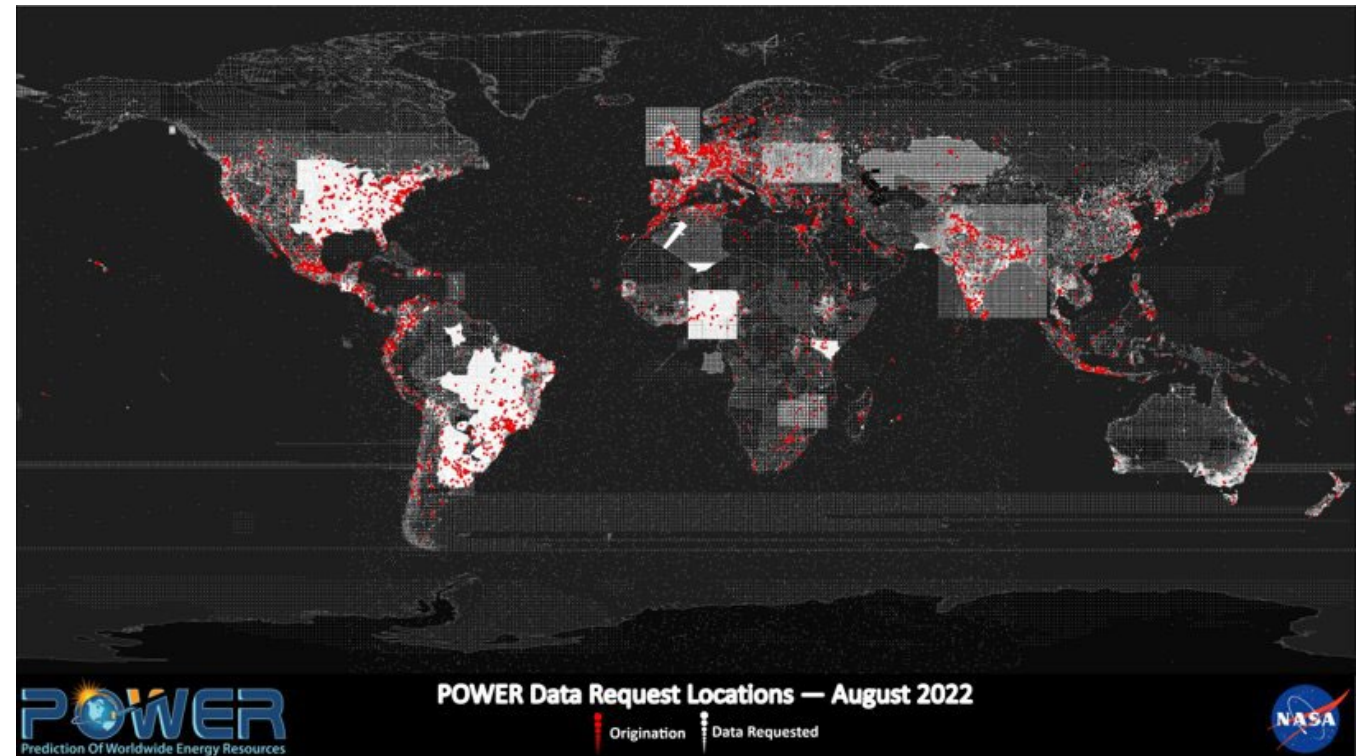 POWER
Prediction Of Worldwide Energy Resources
POWER Data Request Locations — August 2022
Origination
Data Requested
NASA